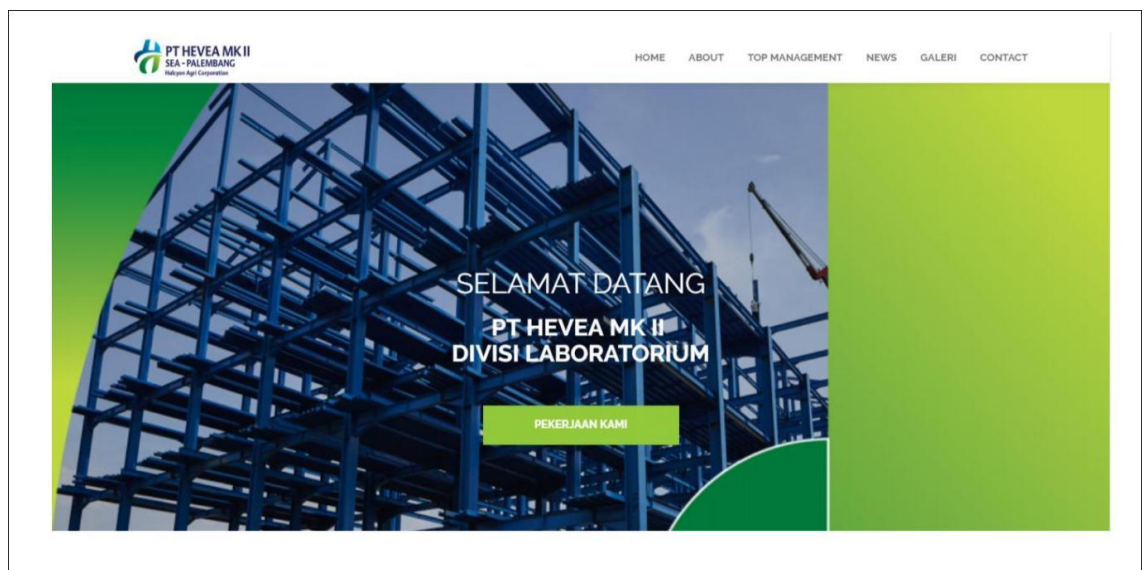 PT HEVEA MK II
SEA - PALEMBANG
Halcyon Agri Corporation
HOME ABOUT TOP MANAGEMENT NEWS GALERI CONTACT
SELAMAT DATANG
PT HEVEA MK II
DIVISI LABORATORIUM
PEKERJAAN KAMI